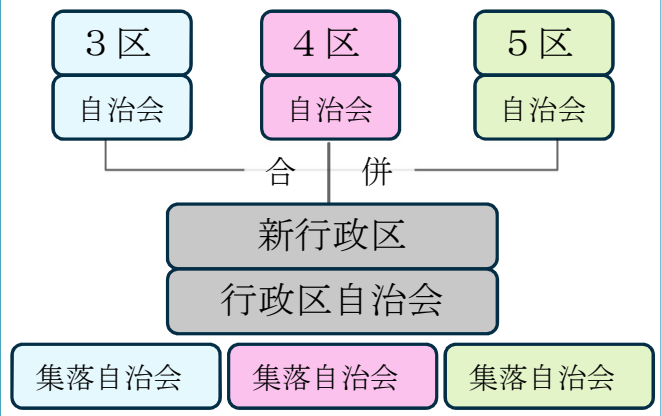 ３区 ４区 ５区
自治会 自治会 自治会
合併
新行政区
行政区自治会
集落自治会 集落自治会 集落自治会